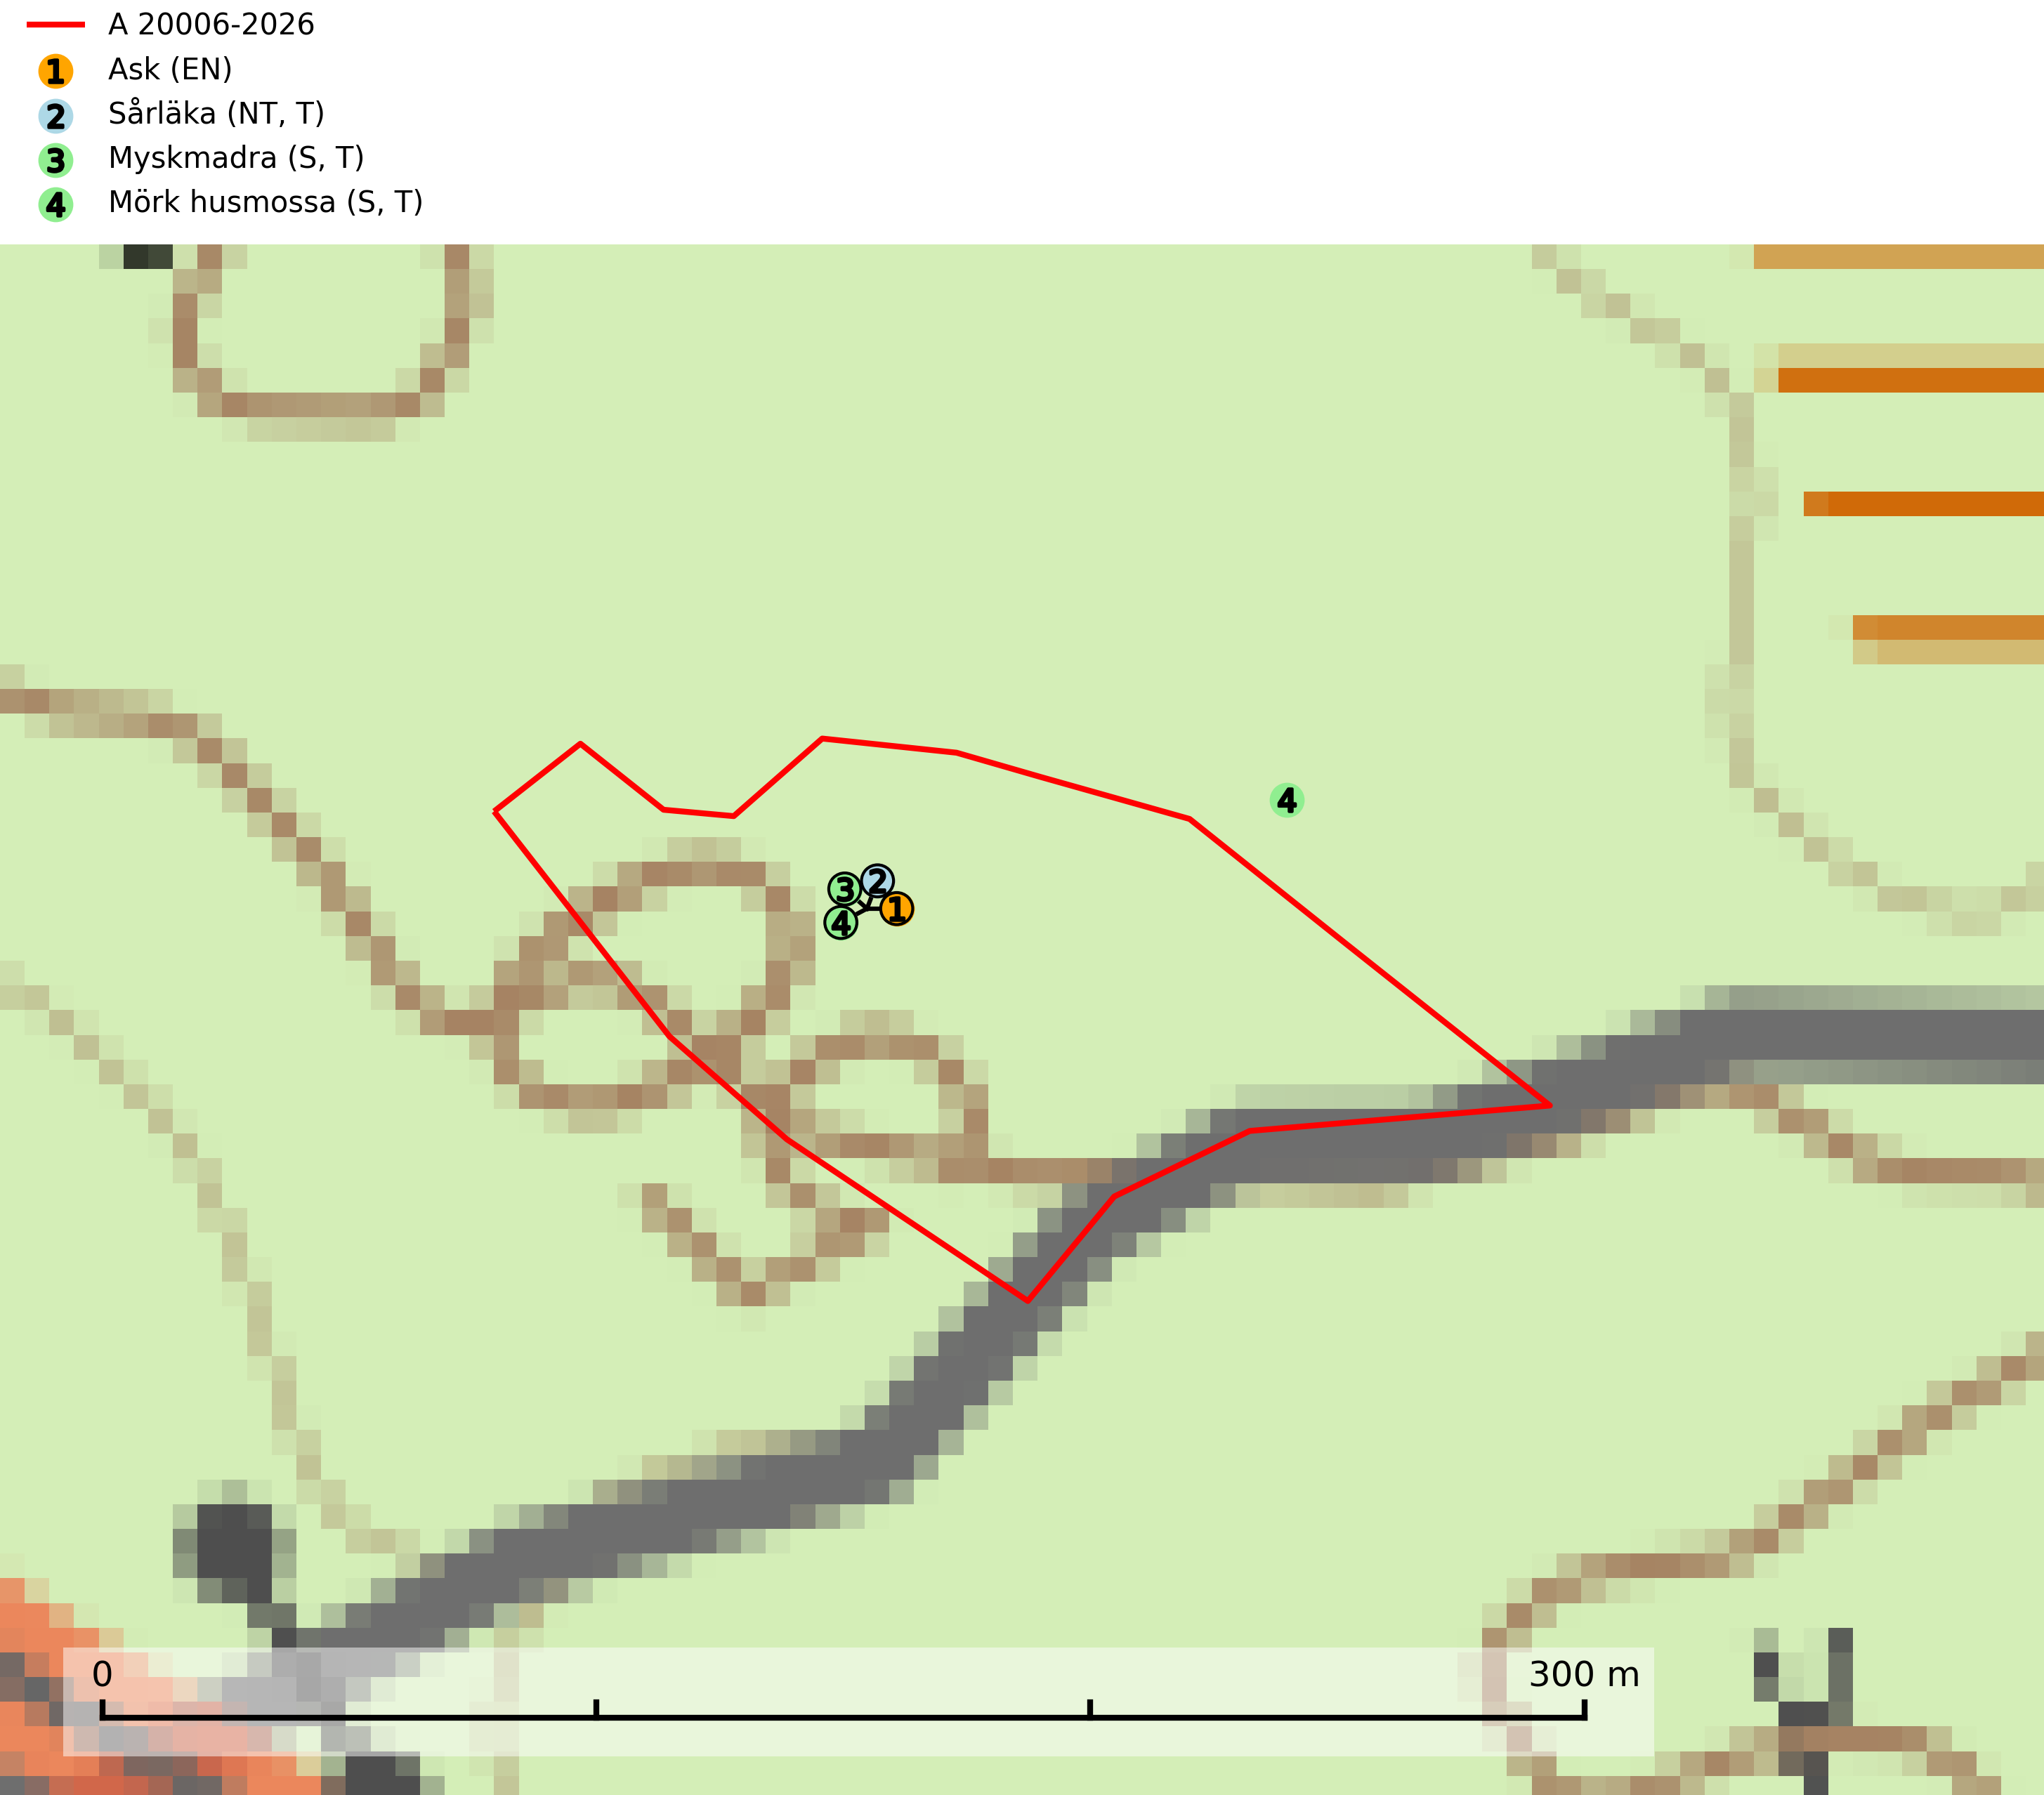 A 20006-2026
1 Ask (EN)
2 Sårläka (NT, T)
3 Myskmadra (S, T)
4 Mörk husmossa (S, T)
4
3 2
4 1
0 300 m